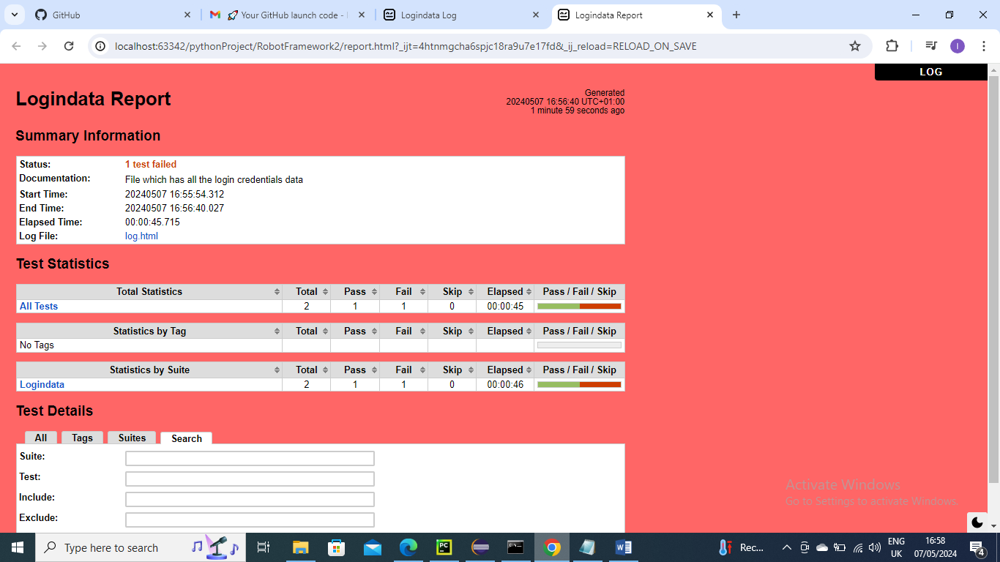 GitHub
🚀 Your GitHub launch code -
Logindata Log
Logindata Report
localhost:63342/pythonProject/RobotFramework2/report.html?_ijt=4htnmgcha6spjc18ra9u7e17fd&_ij_reload=RELOAD_ON_SAVE
I
LOG
Logindata Report
Generated
20240507 16:56:40 UTC+01:00
1 minute 59 seconds ago
Summary Information
Status: 1 test failed
Documentation: File which has all the login credentials data
Start Time: 20240507 16:55:54.312
End Time: 20240507 16:56:40.027
Elapsed Time: 00:00:45.715
Log File: log.html
Test Statistics
Total Statistics Total Pass Fail Skip Elapsed Pass / Fail / Skip
All Tests 2 1 1 0 00:00:45
Statistics by Tag Total Pass Fail Skip Elapsed Pass / Fail / Skip
No Tags
Statistics by Suite Total Pass Fail Skip Elapsed Pass / Fail / Skip
Logindata 2 1 1 0 00:00:46
Test Details
All Tags Suites Search
Suite:
Test:
Include:
Exclude:
Activate Windows
Go to Settings to activate Windows.
Type here to search
PC
W
Rec...
ENG
UK
16:58
07/05/2024
4